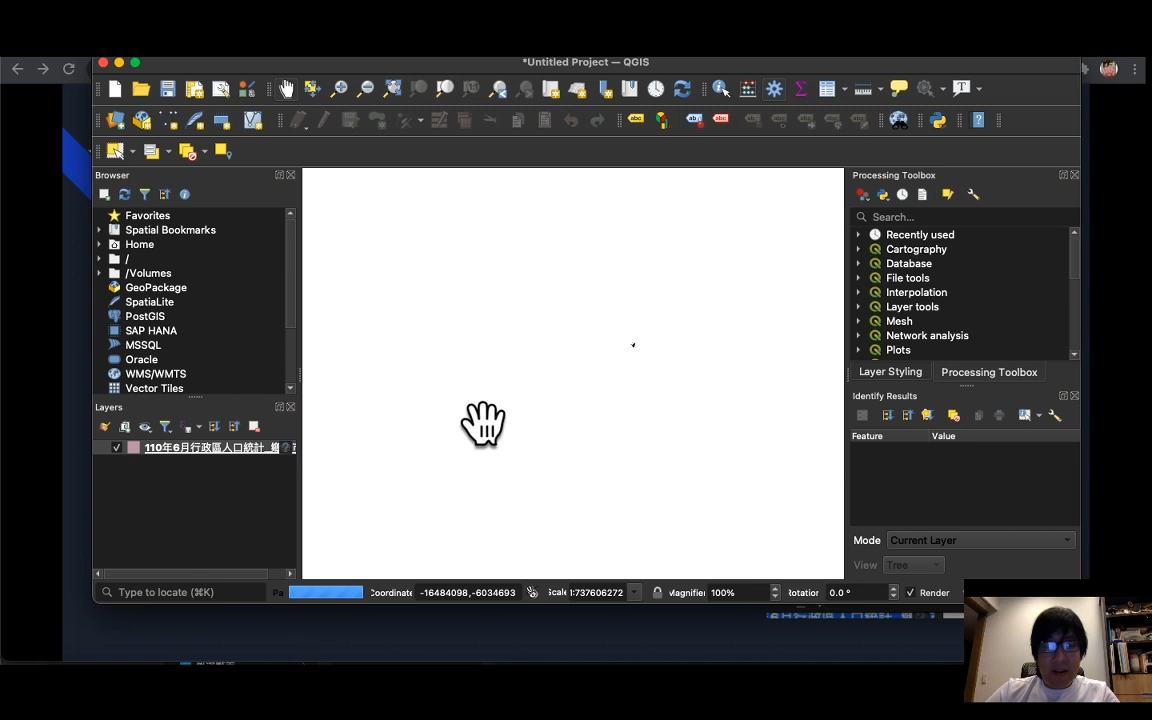 *Untitled Project — QGIS
Browser
Favorites
Spatial Bookmarks
Home
/
/Volumes
GeoPackage
SpatiaLite
PostGIS
SAP HANA
MSSQL
Oracle
WMS/WMTS
Vector Tiles
Layers
110年6月行政區人口統計_
Processing Toolbox
Search...
Recently used
Cartography
Database
File tools
Interpolation
Layer tools
Mesh
Network analysis
Plots
Layer Styling
Processing Toolbox
Identify Results
Feature Value
Mode Current Layer
View Tree
Type to locate (⌘K) Coordinate -16484098,-6034693 Scale 1:737606272 Magnifier 100% Rotation 0.0 ° Render